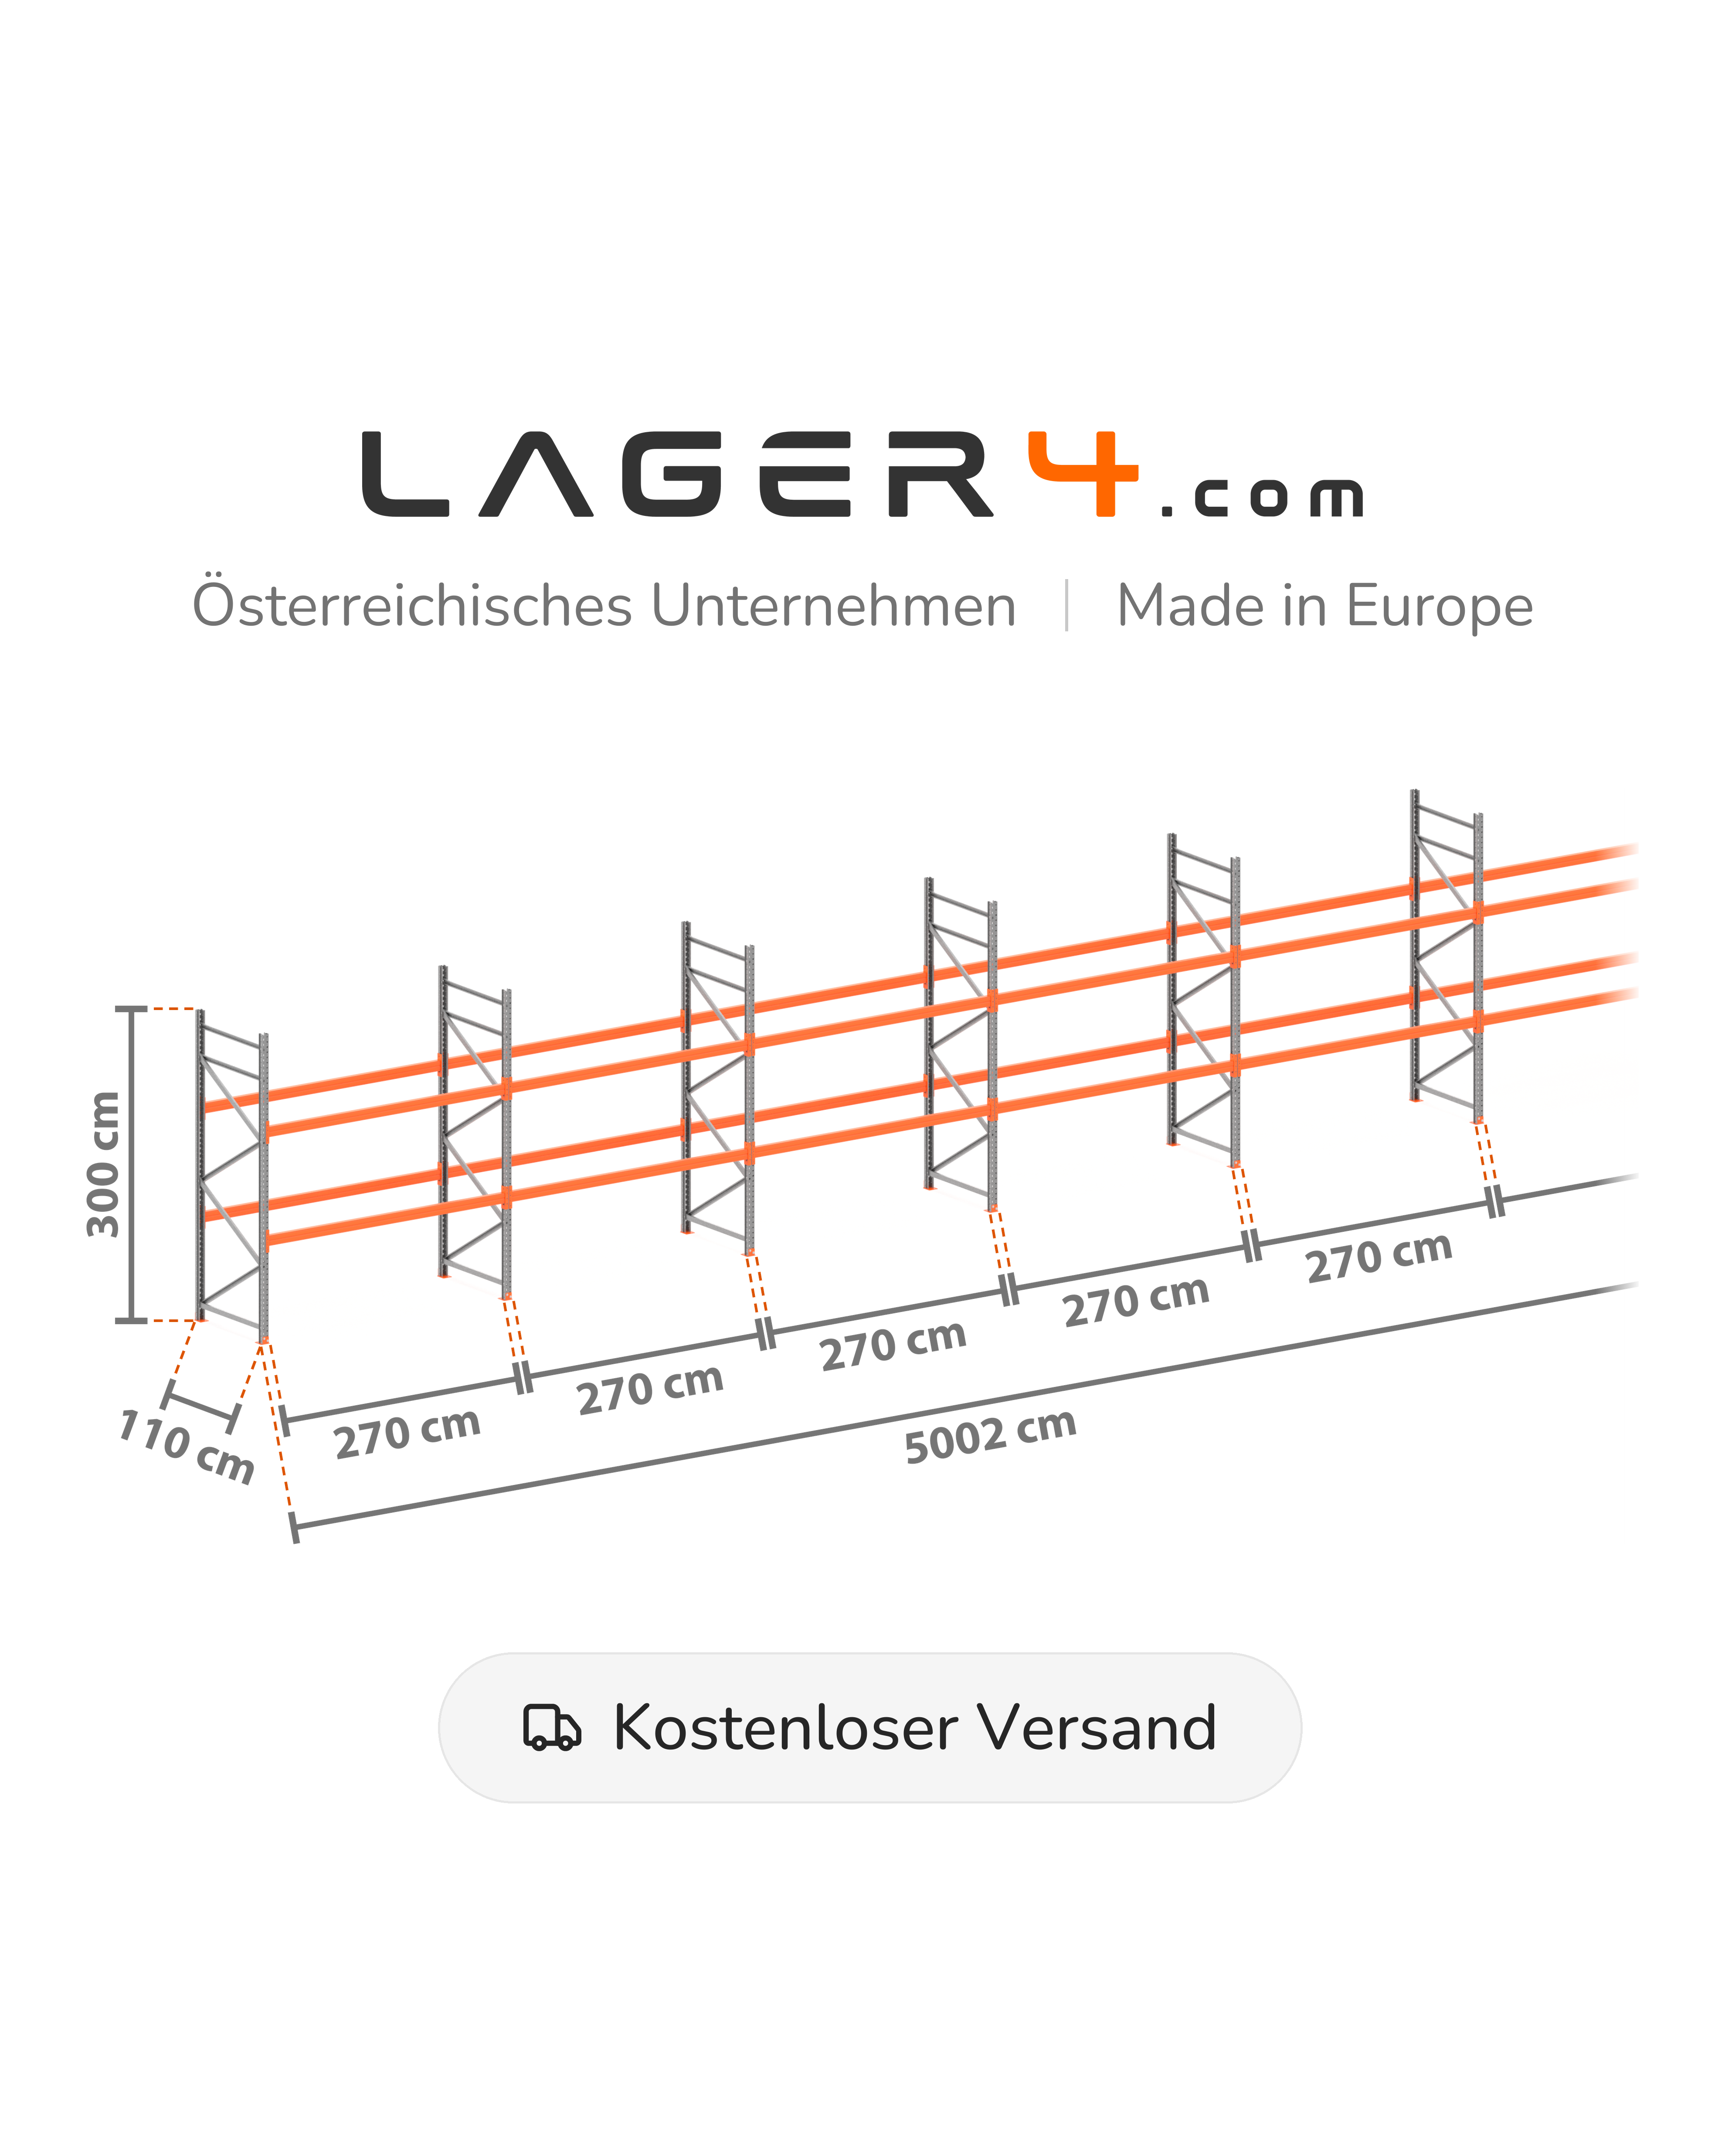 LAGER4.com
Österreichisches Unternehmen | Made in Europe
300 cm
110 cm
270 cm
270 cm
270 cm
270 cm
270 cm
5002 cm
Kostenloser Versand